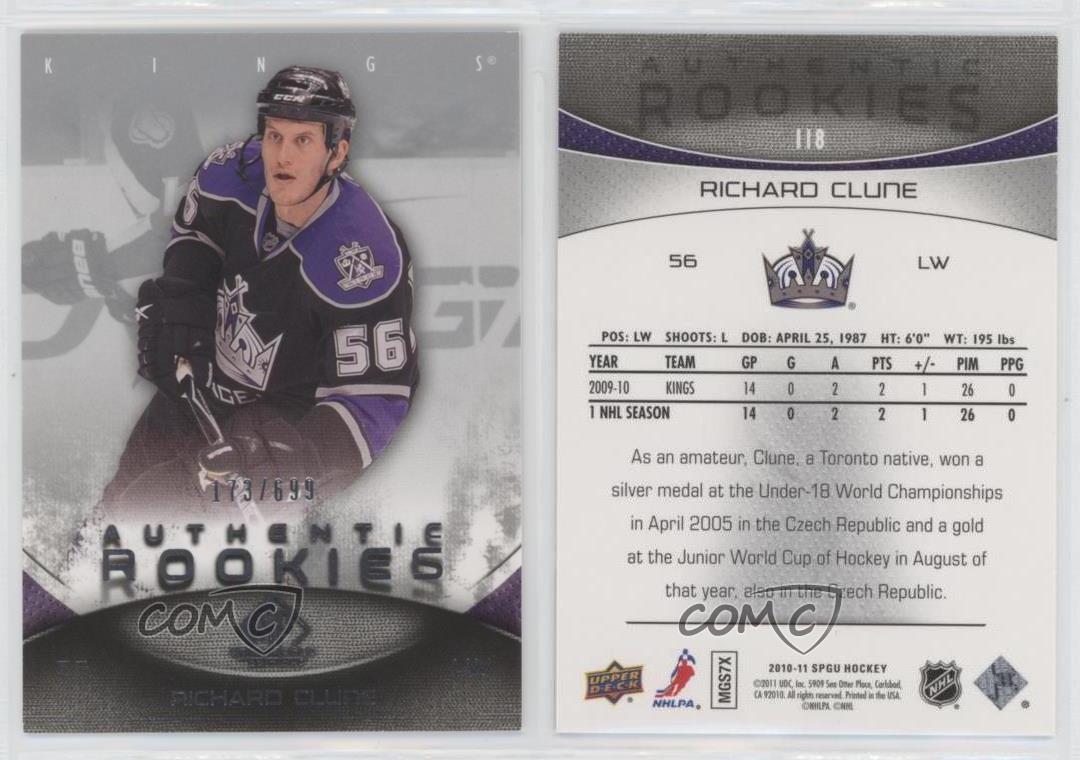 KINGS®
CCM
56
173/699
AUTHENTIC
ROOKIES
COMC
RICHARD CLUNE
AUTHENTIC
ROOKIES
118
RICHARD CLUNE
56 LW
POS: LW SHOOTS: L DOB: APRIL 25, 1987 HT: 6'0" WT: 195 lbs
YEAR TEAM GP G A PTS +/- PIM PPG
2009-10 KINGS 14 0 2 2 1 26 0
1 NHL SEASON 14 0 2 2 1 26 0
As an amateur, Clune, a Toronto native, won a
silver medal at the Under-18 World Championships
in April 2005 in the Czech Republic and a gold
at the Junior World Cup of Hockey in August of
that year, also in the Czech Republic.
COMC
UPPER DECK
NHLPA.
MGS7X
2010-11 SPGU HOCKEY
©2011 UDC, Inc. 5909 Sea Otter Place, Carlsbad,
CA 92010. All rights reserved. Printed in the USA.
©NHLPA. ©NHL
NHL